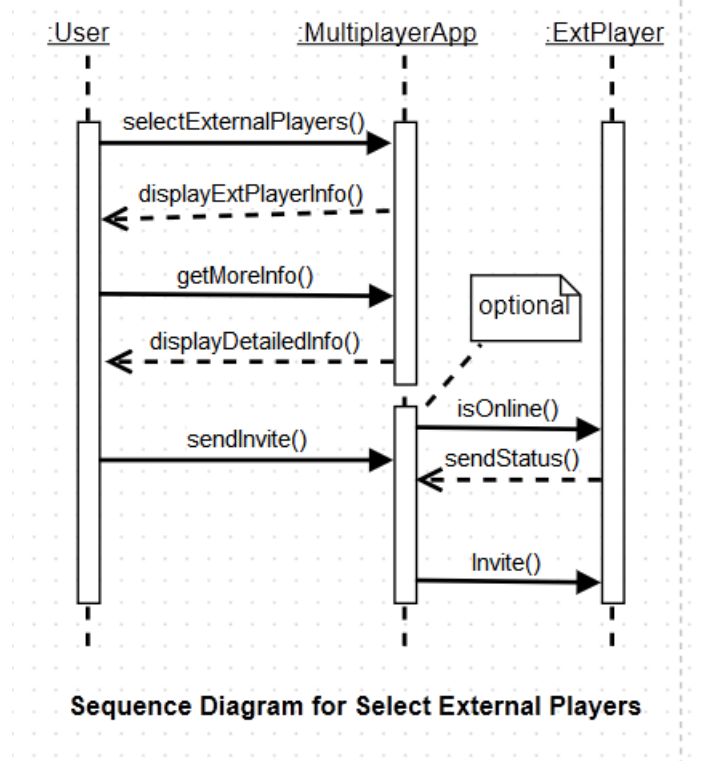 :User
:MultiplayerApp
:ExtPlayer
selectExternalPlayers()
displayExtPlayerInfo()
getMoreInfo()
optional
displayDetailedInfo()
isOnline()
sendInvite()
sendStatus()
Invite()
Sequence Diagram for Select External Players